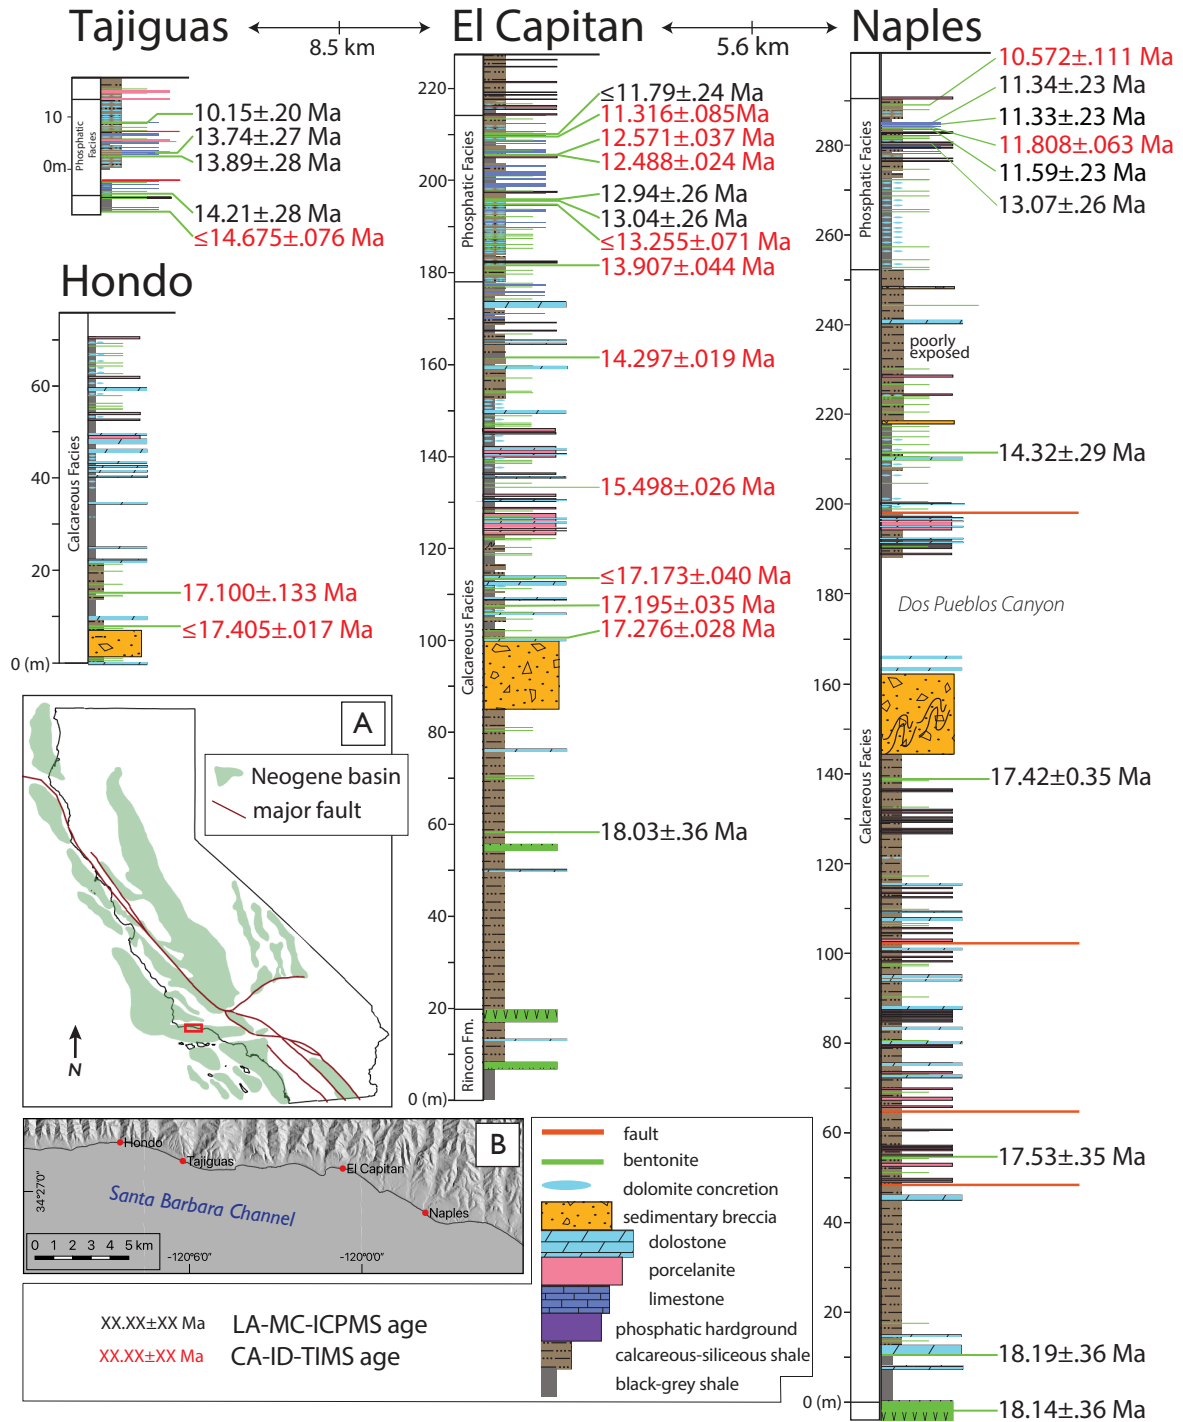 Tajiguas
8.5 km
El Capitan
5.6 km
Naples
10
0m
Phosphatic
Facies
10.15±.20 Ma
13.74±.27 Ma
13.89±.28 Ma
14.21±.28 Ma
≤14.675±.076 Ma
Hondo
60
40
20
0 (m)
Calcareous Facies
17.100±.133 Ma
≤17.405±.017 Ma
220
200
180
160
140
120
100
80
60
40
20
0 (m)
Phosphatic Facies
Calcareous Facies
Rincon Fm.
≤11.79±.24 Ma
11.316±.085Ma
12.571±.037 Ma
12.488±.024 Ma
12.94±.26 Ma
13.04±.26 Ma
≤13.255±.071 Ma
13.907±.044 Ma
14.297±.019 Ma
15.498±.026 Ma
≤17.173±.040 Ma
17.195±.035 Ma
17.276±.028 Ma
18.03±.36 Ma
280
260
240
220
200
180
160
140
120
100
80
60
40
20
0 (m)
Phosphatic Facies
Calcareous Facies
10.572±.111 Ma
11.34±.23 Ma
11.33±.23 Ma
11.808±.063 Ma
11.59±.23 Ma
13.07±.26 Ma
poorly
exposed
14.32±.29 Ma
Dos Pueblos Canyon
17.42±0.35 Ma
17.53±.35 Ma
18.19±.36 Ma
18.14±.36 Ma
A
Neogene basin
major fault
N
B
Hondo
Tajiguas
El Capitan
Naples
Santa Barbara Channel
34°27'0"
0 1 2 3 4 5 km
-120°6'0"
-120°0'0"
XX.XX±XX Ma LA-MC-ICPMS age
XX.XX±XX Ma CA-ID-TIMS age
fault
bentonite
dolomite concretion
sedimentary breccia
dolostone
porcelanite
limestone
phosphatic hardground
calcareous-siliceous shale
black-grey shale